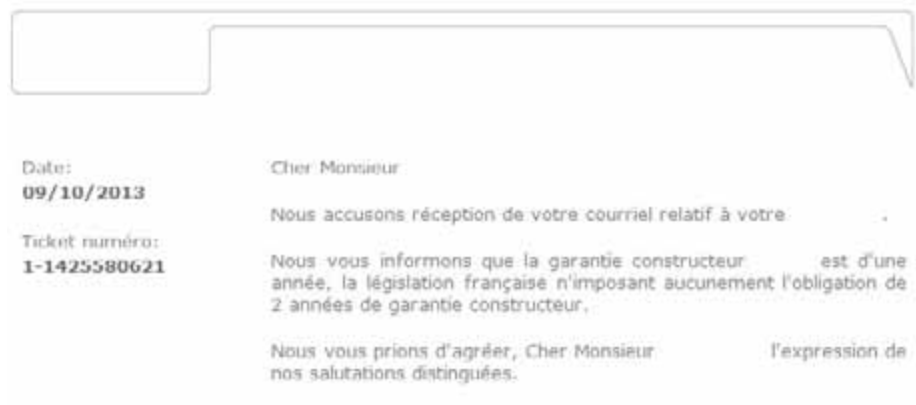 Date:
09/10/2013
Ticket numéro:
1-1425580621
Cher Monsieur
Nous accusons réception de votre courriel relatif à votre .
Nous vous informons que la garantie constructeur est d'une
année, la législation française n'imposant aucunement l'obligation de
2 années de garantie constructeur.
Nous vous prions d'agréer, Cher Monsieur l'expression de
nos salutations distinguées.